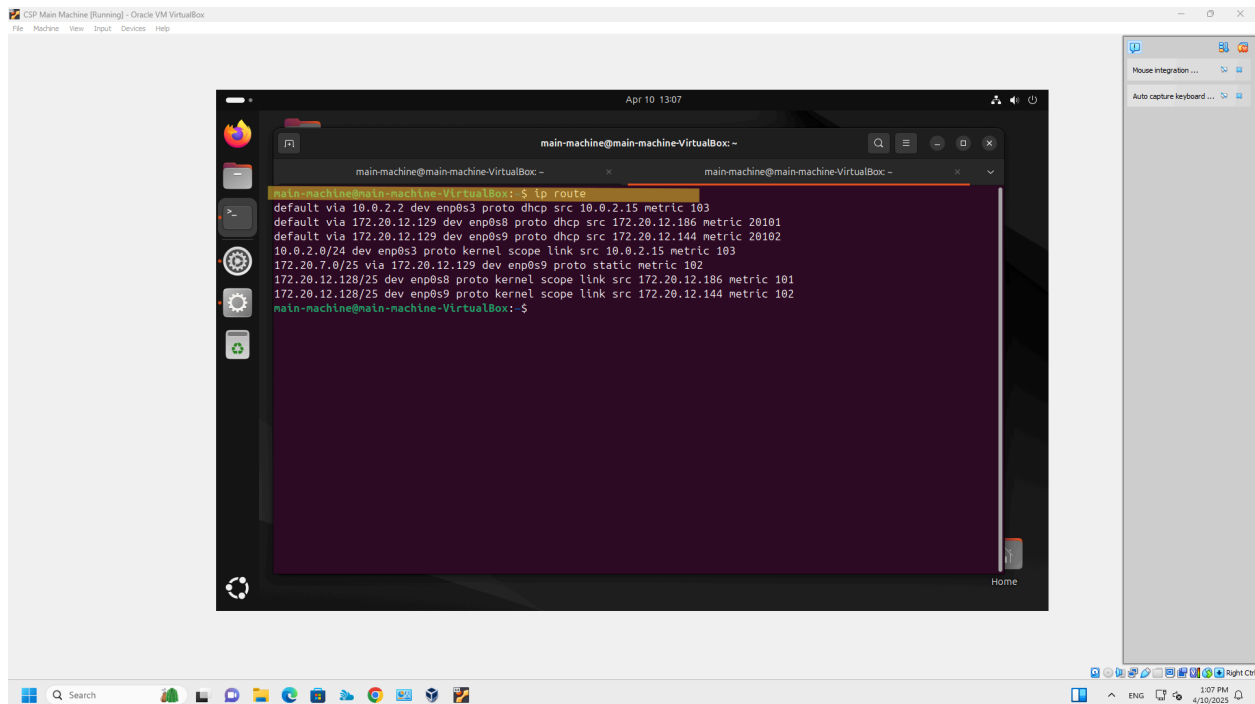 CSP Main Machine [Running] - Oracle VM VirtualBox
File Machine View Input Devices Help
Mouse integration ...
Auto capture keyboard ...
Apr 10 13:07
main-machine@main-machine-VirtualBox: ~
main-machine@main-machine-VirtualBox: ~ × main-machine@main-machine-VirtualBox: ~ ×
main-machine@main-machine-VirtualBox:~$ ip route
default via 10.0.2.2 dev enp0s3 proto dhcp src 10.0.2.15 metric 103
default via 172.20.12.129 dev enp0s8 proto dhcp src 172.20.12.186 metric 20101
default via 172.20.12.129 dev enp0s9 proto dhcp src 172.20.12.144 metric 20102
10.0.2.0/24 dev enp0s3 proto kernel scope link src 10.0.2.15 metric 103
172.20.7.0/25 via 172.20.12.129 dev enp0s9 proto static metric 102
172.20.12.128/25 dev enp0s8 proto kernel scope link src 172.20.12.186 metric 101
172.20.12.128/25 dev enp0s9 proto kernel scope link src 172.20.12.144 metric 102
main-machine@main-machine-VirtualBox:~$
Home
Right Ctrl
Search
ENG
1:07 PM
4/10/2025